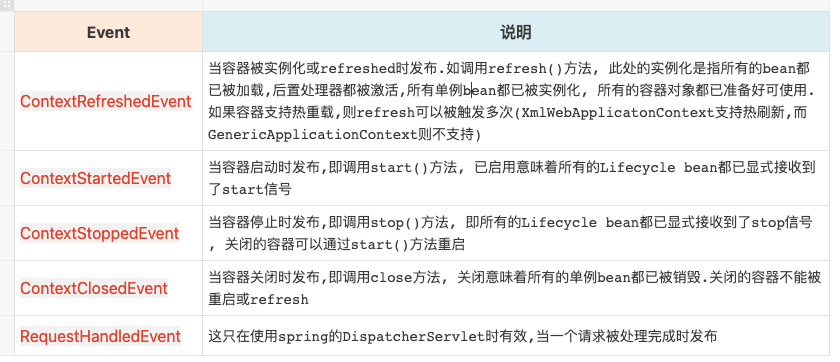 Event
说明
ContextRefreshedEvent
当容器被实例化或refreshed时发布.如调用refresh()方法, 此处的实例化是指所有的bean都
已被加载,后置处理器都被激活,所有单例bean都已被实例化, 所有的容器对象都已准备好可使用.
如果容器支持热重载,则refresh可以被触发多次(XmlWebApplicatonContext支持热刷新,而
GenericApplicationContext则不支持)
ContextStartedEvent
当容器启动时发布,即调用start()方法, 已启用意味着所有的Lifecycle bean都已显式接收到
了start信号
ContextStoppedEvent
当容器停止时发布,即调用stop()方法, 即所有的Lifecycle bean都已显式接收到了stop信号
, 关闭的容器可以通过start()方法重启
ContextClosedEvent
当容器关闭时发布,即调用close方法, 关闭意味着所有的单例bean都已被销毁.关闭的容器不能被
重启或refresh
RequestHandledEvent
这只在使用spring的DispatcherServlet时有效,当一个请求被处理完成时发布